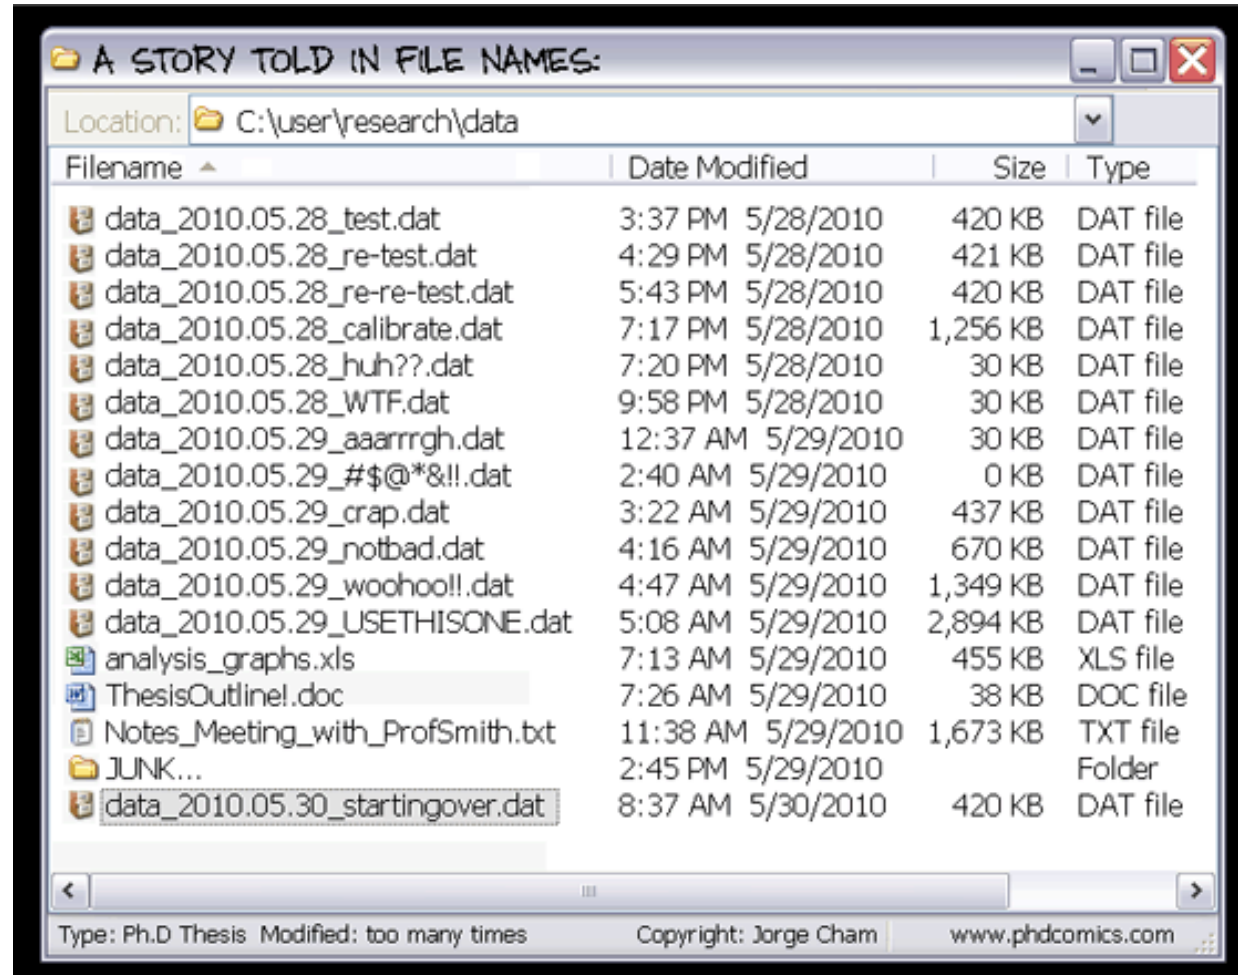 A STORY TOLD IN FILE NAMES:
Location: C:\user\research\data
Filename Date Modified Size Type
data_2010.05.28_test.dat 3:37 PM 5/28/2010 420 KB DAT file
data_2010.05.28_re-test.dat 4:29 PM 5/28/2010 421 KB DAT file
data_2010.05.28_re-re-test.dat 5:43 PM 5/28/2010 420 KB DAT file
data_2010.05.28_calibrate.dat 7:17 PM 5/28/2010 1,256 KB DAT file
data_2010.05.28_huh??.dat 7:20 PM 5/28/2010 30 KB DAT file
data_2010.05.28_WTF.dat 9:58 PM 5/28/2010 30 KB DAT file
data_2010.05.29_aaarrrgh.dat 12:37 AM 5/29/2010 30 KB DAT file
data_2010.05.29_#$@*&!!.dat 2:40 AM 5/29/2010 0 KB DAT file
data_2010.05.29_crap.dat 3:22 AM 5/29/2010 437 KB DAT file
data_2010.05.29_notbad.dat 4:16 AM 5/29/2010 670 KB DAT file
data_2010.05.29_woohoo!!.dat 4:47 AM 5/29/2010 1,349 KB DAT file
data_2010.05.29_USETHISONE.dat 5:08 AM 5/29/2010 2,894 KB DAT file
analysis_graphs.xls 7:13 AM 5/29/2010 455 KB XLS file
ThesisOutline!.doc 7:26 AM 5/29/2010 38 KB DOC file
Notes_Meeting_with_ProfSmith.txt 11:38 AM 5/29/2010 1,673 KB TXT file
JUNK... 2:45 PM 5/29/2010 Folder
data_2010.05.30_startingover.dat 8:37 AM 5/30/2010 420 KB DAT file
Type: Ph.D Thesis Modified: too many times Copyright: Jorge Cham www.phdcomics.com